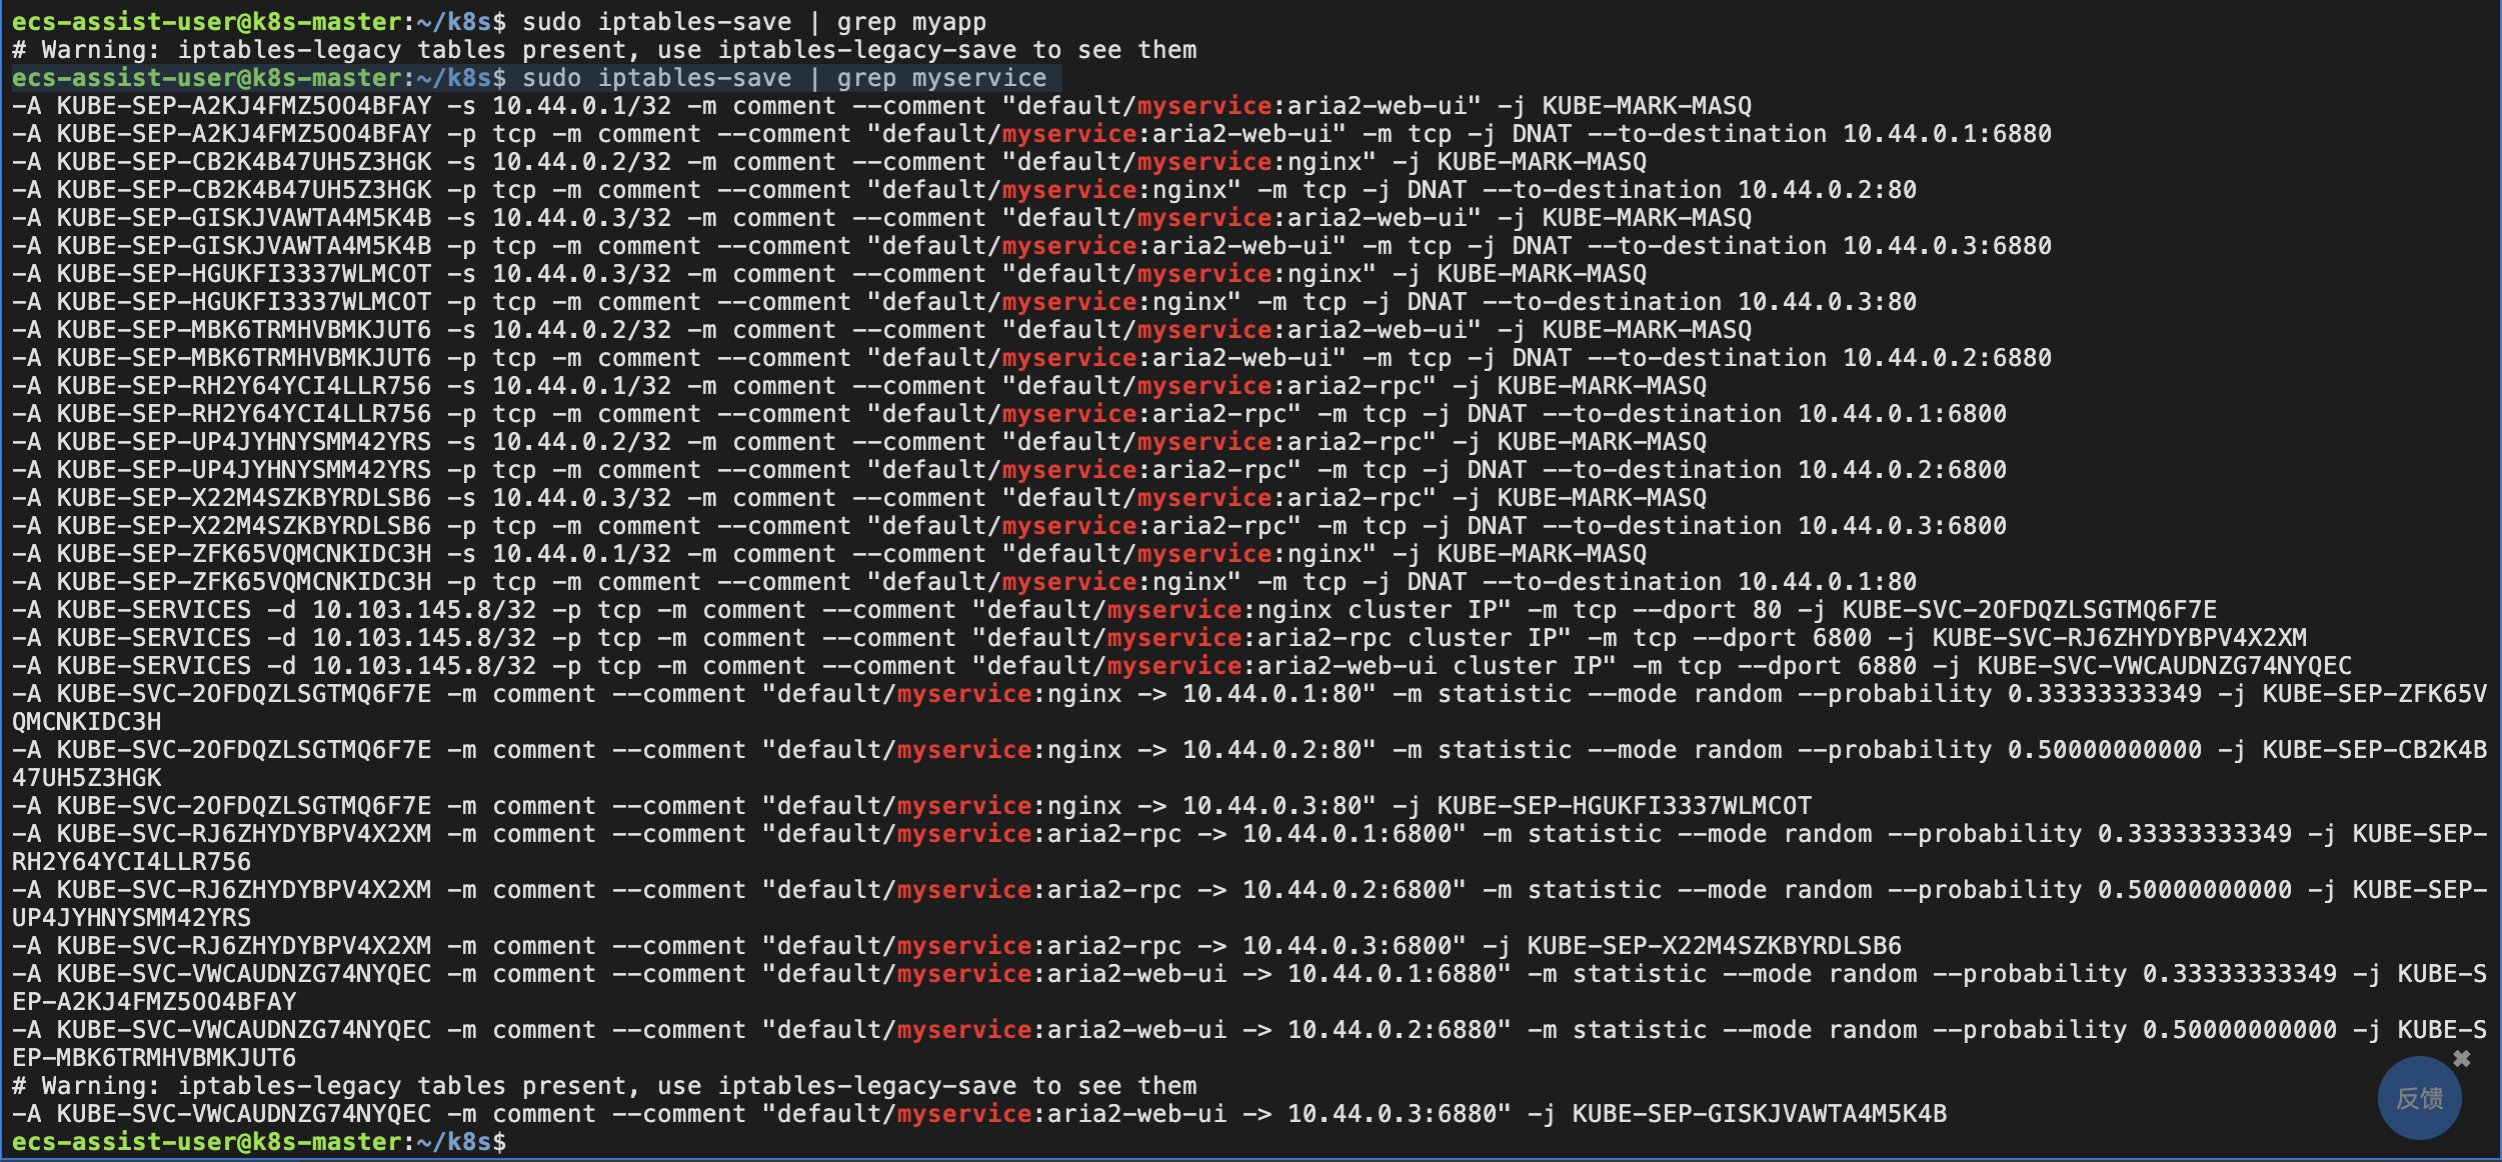 ecs-assist-user@k8s-master:~/k8s$ sudo iptables-save | grep myapp
# Warning: iptables-legacy tables present, use iptables-legacy-save to see them
ecs-assist-user@k8s-master:~/k8s$ sudo iptables-save | grep myservice
-A KUBE-SEP-A2KJ4FMZ5OO4BFAY -s 10.44.0.1/32 -m comment --comment "default/myservice:aria2-web-ui" -j KUBE-MARK-MASQ
-A KUBE-SEP-A2KJ4FMZ5OO4BFAY -p tcp -m comment --comment "default/myservice:aria2-web-ui" -m tcp -j DNAT --to-destination 10.44.0.1:6880
-A KUBE-SEP-CB2K4B47UH5Z3HGK -s 10.44.0.2/32 -m comment --comment "default/myservice:nginx" -j KUBE-MARK-MASQ
-A KUBE-SEP-CB2K4B47UH5Z3HGK -p tcp -m comment --comment "default/myservice:nginx" -m tcp -j DNAT --to-destination 10.44.0.2:80
-A KUBE-SEP-GISKJVAWTA4M5K4B -s 10.44.0.3/32 -m comment --comment "default/myservice:aria2-web-ui" -j KUBE-MARK-MASQ
-A KUBE-SEP-GISKJVAWTA4M5K4B -p tcp -m comment --comment "default/myservice:aria2-web-ui" -m tcp -j DNAT --to-destination 10.44.0.3:6880
-A KUBE-SEP-HGUKFI3337WLMCOT -s 10.44.0.3/32 -m comment --comment "default/myservice:nginx" -j KUBE-MARK-MASQ
-A KUBE-SEP-HGUKFI3337WLMCOT -p tcp -m comment --comment "default/myservice:nginx" -m tcp -j DNAT --to-destination 10.44.0.3:80
-A KUBE-SEP-MBK6TRMHVBMKJUT6 -s 10.44.0.2/32 -m comment --comment "default/myservice:aria2-web-ui" -j KUBE-MARK-MASQ
-A KUBE-SEP-MBK6TRMHVBMKJUT6 -p tcp -m comment --comment "default/myservice:aria2-web-ui" -m tcp -j DNAT --to-destination 10.44.0.2:6880
-A KUBE-SEP-RH2Y64YCI4LLR756 -s 10.44.0.1/32 -m comment --comment "default/myservice:aria2-rpc" -j KUBE-MARK-MASQ
-A KUBE-SEP-RH2Y64YCI4LLR756 -p tcp -m comment --comment "default/myservice:aria2-rpc" -m tcp -j DNAT --to-destination 10.44.0.1:6800
-A KUBE-SEP-UP4JYHNYSMM42YRS -s 10.44.0.2/32 -m comment --comment "default/myservice:aria2-rpc" -j KUBE-MARK-MASQ
-A KUBE-SEP-UP4JYHNYSMM42YRS -p tcp -m comment --comment "default/myservice:aria2-rpc" -m tcp -j DNAT --to-destination 10.44.0.2:6800
-A KUBE-SEP-X22M4SZKBYRDLSB6 -s 10.44.0.3/32 -m comment --comment "default/myservice:aria2-rpc" -j KUBE-MARK-MASQ
-A KUBE-SEP-X22M4SZKBYRDLSB6 -p tcp -m comment --comment "default/myservice:aria2-rpc" -m tcp -j DNAT --to-destination 10.44.0.3:6800
-A KUBE-SEP-ZFK65VQMCNKIDC3H -s 10.44.0.1/32 -m comment --comment "default/myservice:nginx" -j KUBE-MARK-MASQ
-A KUBE-SEP-ZFK65VQMCNKIDC3H -p tcp -m comment --comment "default/myservice:nginx" -m tcp -j DNAT --to-destination 10.44.0.1:80
-A KUBE-SERVICES -d 10.103.145.8/32 -p tcp -m comment --comment "default/myservice:nginx cluster IP" -m tcp --dport 80 -j KUBE-SVC-2OFDQZLSGTMQ6F7E
-A KUBE-SERVICES -d 10.103.145.8/32 -p tcp -m comment --comment "default/myservice:aria2-rpc cluster IP" -m tcp --dport 6800 -j KUBE-SVC-RJ6ZHYDYBPV4X2XM
-A KUBE-SERVICES -d 10.103.145.8/32 -p tcp -m comment --comment "default/myservice:aria2-web-ui cluster IP" -m tcp --dport 6880 -j KUBE-SVC-VWCAUDNZG74NYQEC
-A KUBE-SVC-2OFDQZLSGTMQ6F7E -m comment --comment "default/myservice:nginx -> 10.44.0.1:80" -m statistic --mode random --probability 0.33333333349 -j KUBE-SEP-ZFK65V
QMCNKIDC3H
-A KUBE-SVC-2OFDQZLSGTMQ6F7E -m comment --comment "default/myservice:nginx -> 10.44.0.2:80" -m statistic --mode random --probability 0.50000000000 -j KUBE-SEP-CB2K4B
47UH5Z3HGK
-A KUBE-SVC-2OFDQZLSGTMQ6F7E -m comment --comment "default/myservice:nginx -> 10.44.0.3:80" -j KUBE-SEP-HGUKFI3337WLMCOT
-A KUBE-SVC-RJ6ZHYDYBPV4X2XM -m comment --comment "default/myservice:aria2-rpc -> 10.44.0.1:6800" -m statistic --mode random --probability 0.33333333349 -j KUBE-SEP-
RH2Y64YCI4LLR756
-A KUBE-SVC-RJ6ZHYDYBPV4X2XM -m comment --comment "default/myservice:aria2-rpc -> 10.44.0.2:6800" -m statistic --mode random --probability 0.50000000000 -j KUBE-SEP-
UP4JYHNYSMM42YRS
-A KUBE-SVC-RJ6ZHYDYBPV4X2XM -m comment --comment "default/myservice:aria2-rpc -> 10.44.0.3:6800" -j KUBE-SEP-X22M4SZKBYRDLSB6
-A KUBE-SVC-VWCAUDNZG74NYQEC -m comment --comment "default/myservice:aria2-web-ui -> 10.44.0.1:6880" -m statistic --mode random --probability 0.33333333349 -j KUBE-S
EP-A2KJ4FMZ5OO4BFAY
-A KUBE-SVC-VWCAUDNZG74NYQEC -m comment --comment "default/myservice:aria2-web-ui -> 10.44.0.2:6880" -m statistic --mode random --probability 0.50000000000 -j KUBE-S
EP-MBK6TRMHVBMKJUT6
# Warning: iptables-legacy tables present, use iptables-legacy-save to see them
-A KUBE-SVC-VWCAUDNZG74NYQEC -m comment --comment "default/myservice:aria2-web-ui -> 10.44.0.3:6880" -j KUBE-SEP-GISKJVAWTA4M5K4B
ecs-assist-user@k8s-master:~/k8s$
反馈